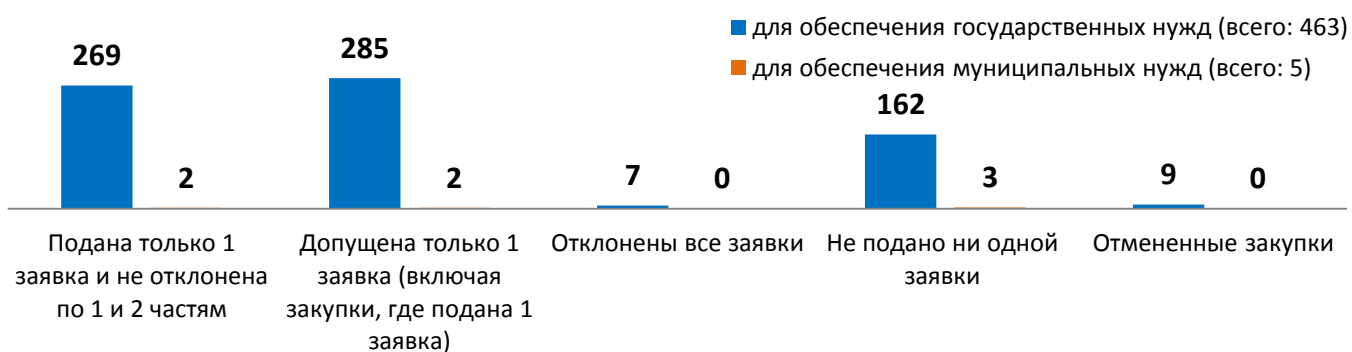 для обеспечения государственных нужд (всего: 463)
для обеспечения муниципальных нужд (всего: 5)
269
2
285
2
7
0
162
3
9
0
Подана только 1
заявка и не отклонена
по 1 и 2 частям
Допущена только 1
заявка (включая
закупки, где подана 1
заявка)
Отклонены все заявки
Не подано ни одной
заявки
Отмененные закупки